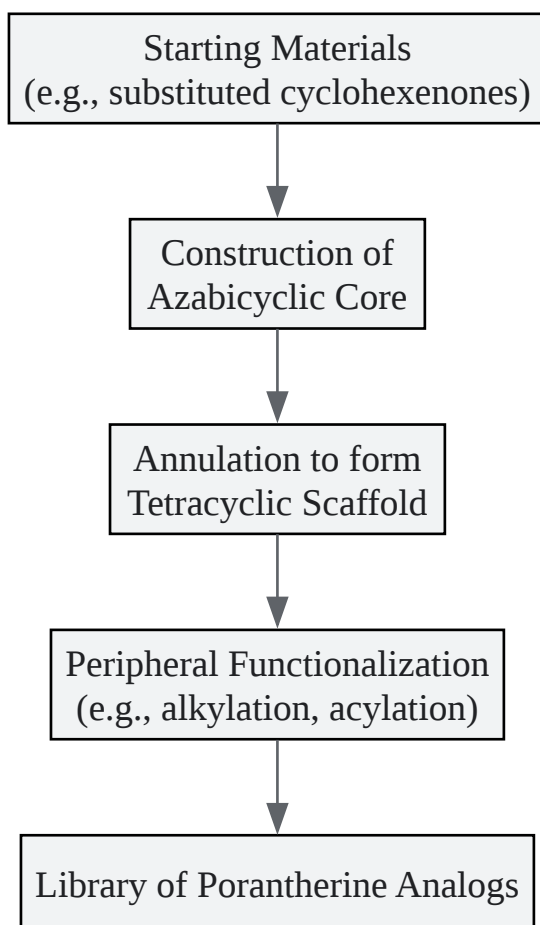 Starting Materials
(e.g., substituted cyclohexenones)
Construction of
Azabicyclic Core
Annulation to form
Tetracyclic Scaffold
Peripheral Functionalization
(e.g., alkylation, acylation)
Library of Porantherine Analogs